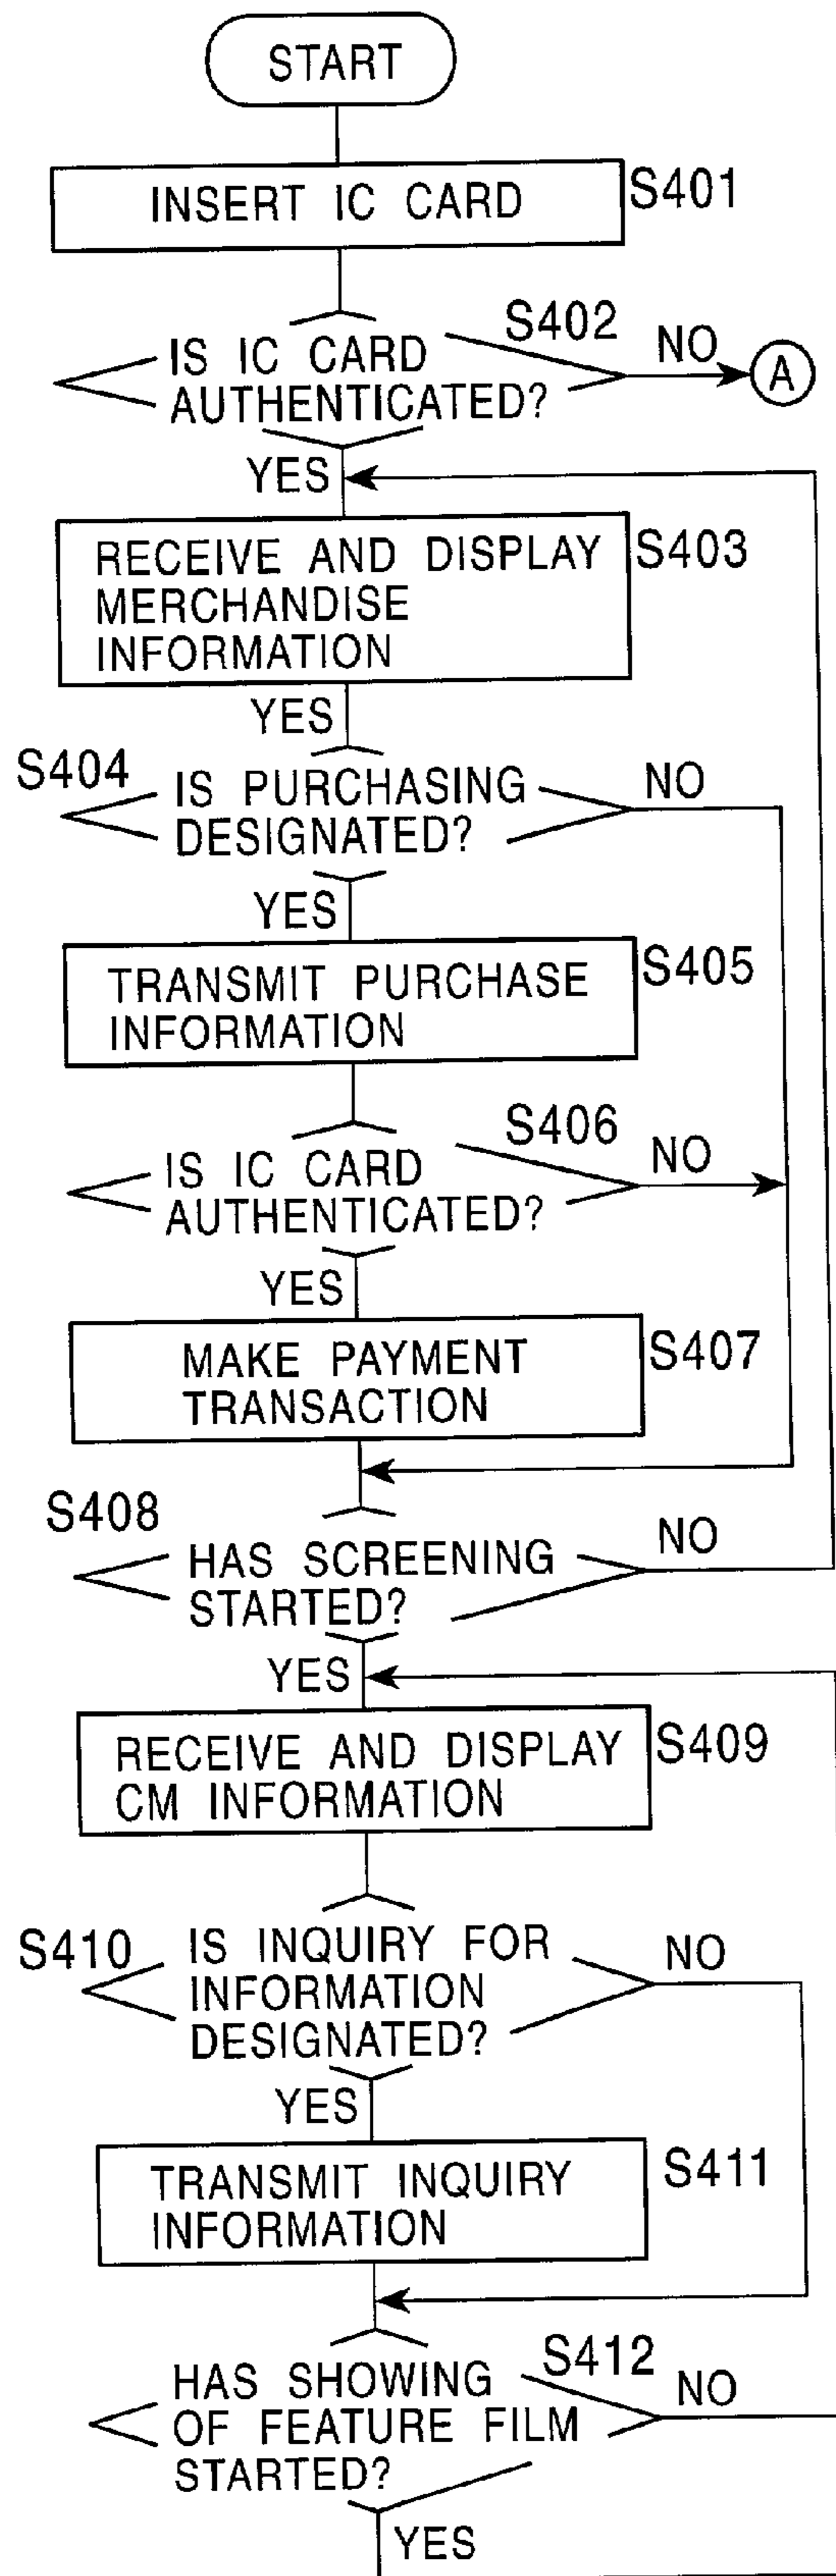 START
INSERT IC CARD
S401
IS IC CARD
AUTHENTICATED?
S402
NO
A
YES
RECEIVE AND DISPLAY
MERCHANDISE
INFORMATION
S403
YES
S404
IS PURCHASING
DESIGNATED?
NO
YES
TRANSMIT PURCHASE
INFORMATION
S405
IS IC CARD
AUTHENTICATED?
S406
NO
YES
MAKE PAYMENT
TRANSACTION
S407
S408
HAS SCREENING
STARTED?
NO
YES
RECEIVE AND DISPLAY
CM INFORMATION
S409
S410
IS INQUIRY FOR
INFORMATION
DESIGNATED?
NO
YES
TRANSMIT INQUIRY
INFORMATION
S411
HAS SHOWING
OF FEATURE FILM
STARTED?
S412
NO
YES